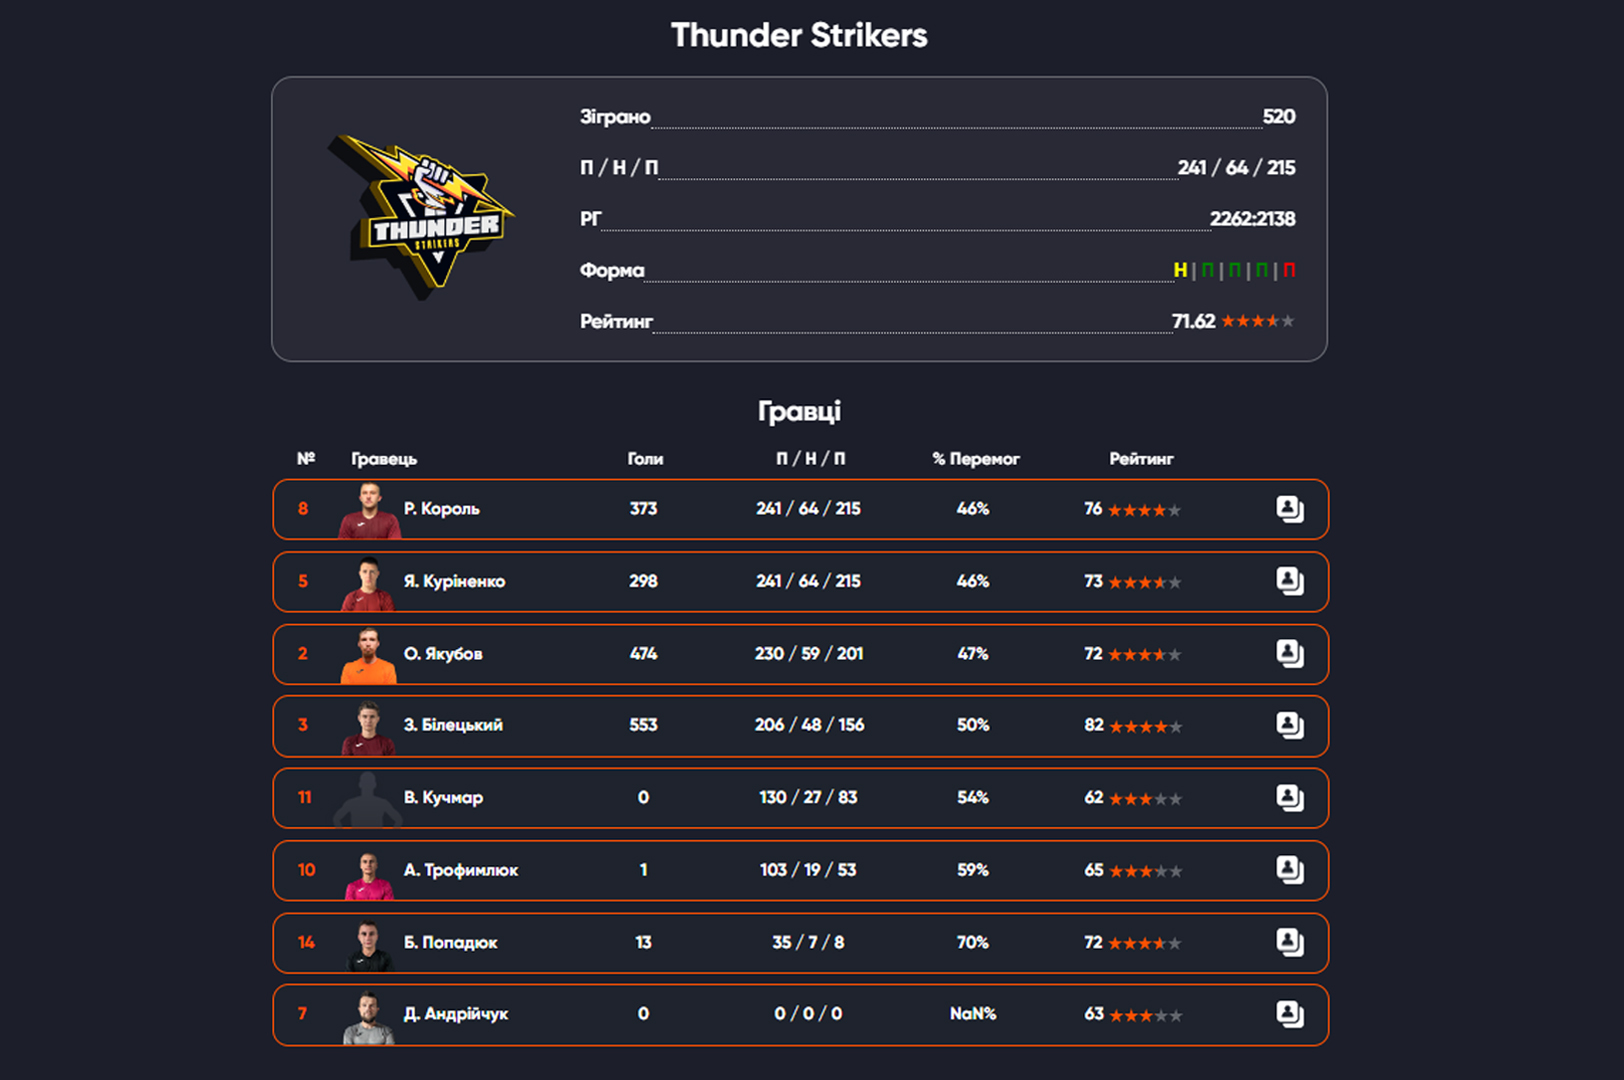 Thunder Strikers
THUNDER
STRIKERS
Зіграно 520
П / Н / П 241 / 64 / 215
РГ 2262:2138
Форма Н | П | П | П | П
Рейтинг 71.62
Гравці
№ Гравець Голи П / Н / П % Перемог Рейтинг
8 Р. Король 373 241 / 64 / 215 46% 76
5 Я. Куріненко 298 241 / 64 / 215 46% 73
2 О. Якубов 474 230 / 59 / 201 47% 72
3 З. Білецький 553 206 / 48 / 156 50% 82
11 В. Кучмар 0 130 / 27 / 83 54% 62
10 А. Трофимлюк 1 103 / 19 / 53 59% 65
14 Б. Попадюк 13 35 / 7 / 8 70% 72
7 Д. Андрійчук 0 0 / 0 / 0 NaN% 63